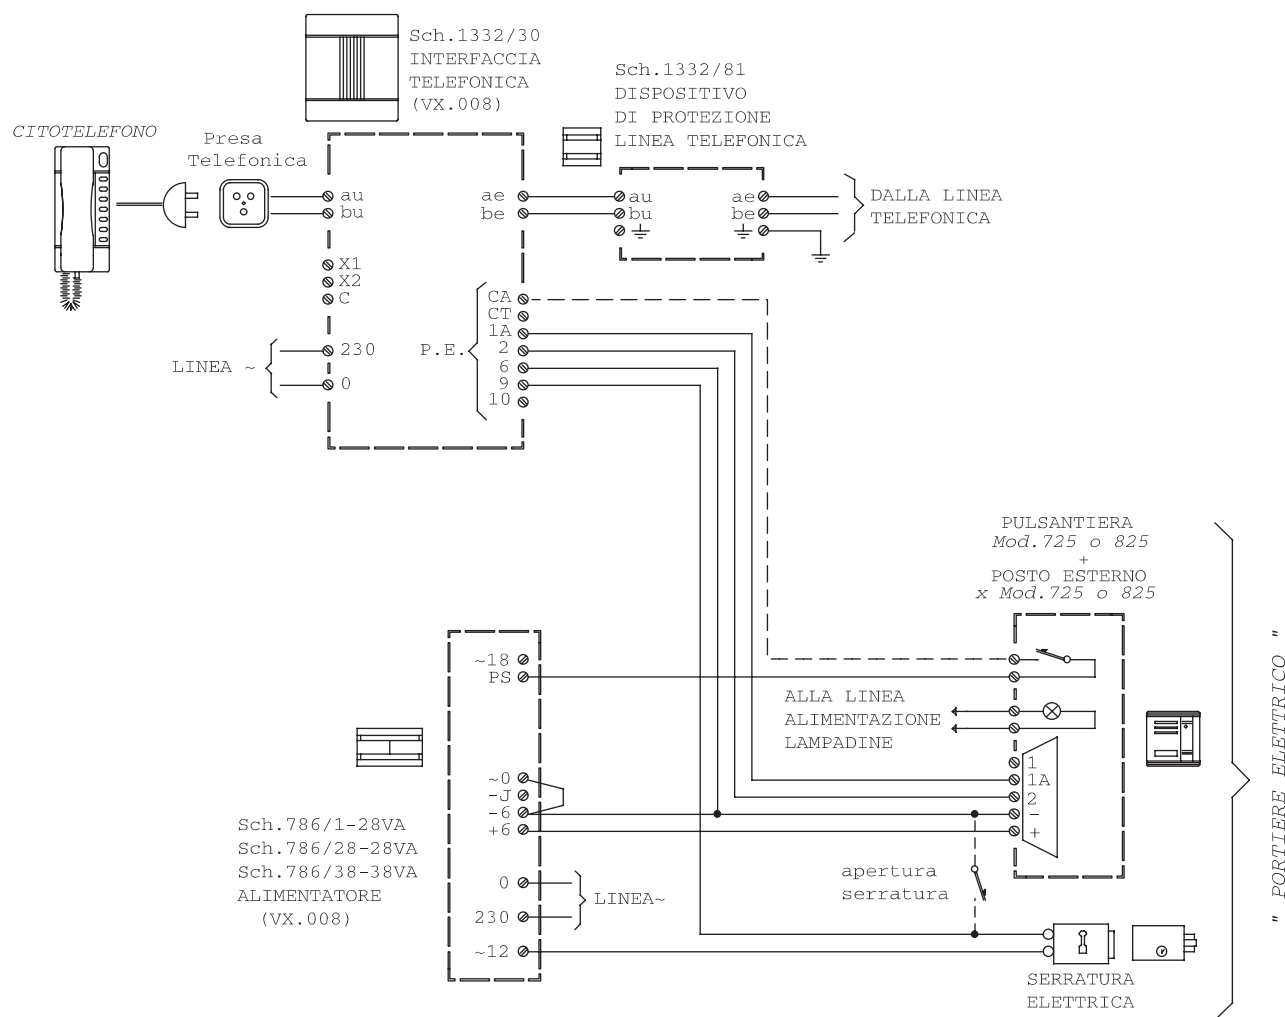 Sch.1332/30
INTERFACCIA
TELEFONICA
(VX.008)
Sch.1332/81
DISPOSITIVO
DI PROTEZIONE
LINEA TELEFONICA
CITOTELEFONO
Presa
Telefonica
au
bu
ae
be
au
bu
ae
be
DALLA LINEA
TELEFONICA
X1
X2
C
230
0
LINEA ~
P.E.
CA
CT
1A
2
6
9
10
PULSANTIERA
Mod.725 o 825
+
POSTO ESTERNO
x Mod.725 o 825
~18
PS
~0
-J
-6
+6
0
230
~12
LINEA~
Sch.786/1-28VA
Sch.786/28-28VA
Sch.786/38-38VA
ALIMENTATORE
(VX.008)
ALLA LINEA
ALIMENTAZIONE
LAMPADINE
1
1A
2
-
+
apertura
serratura
SERRATURA
ELETTRICA
" PORTIERE ELETTRICO "